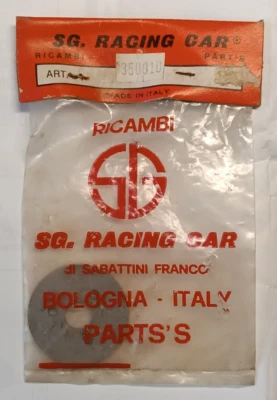 SG. RACING CAR®
RICAMBI PART'S
ART.
MADE IN ITALY
RICAMBI
SG
SG. RACING CAR
di SABATTINI FRANCO
BOLOGNA - ITALY
PARTS'S